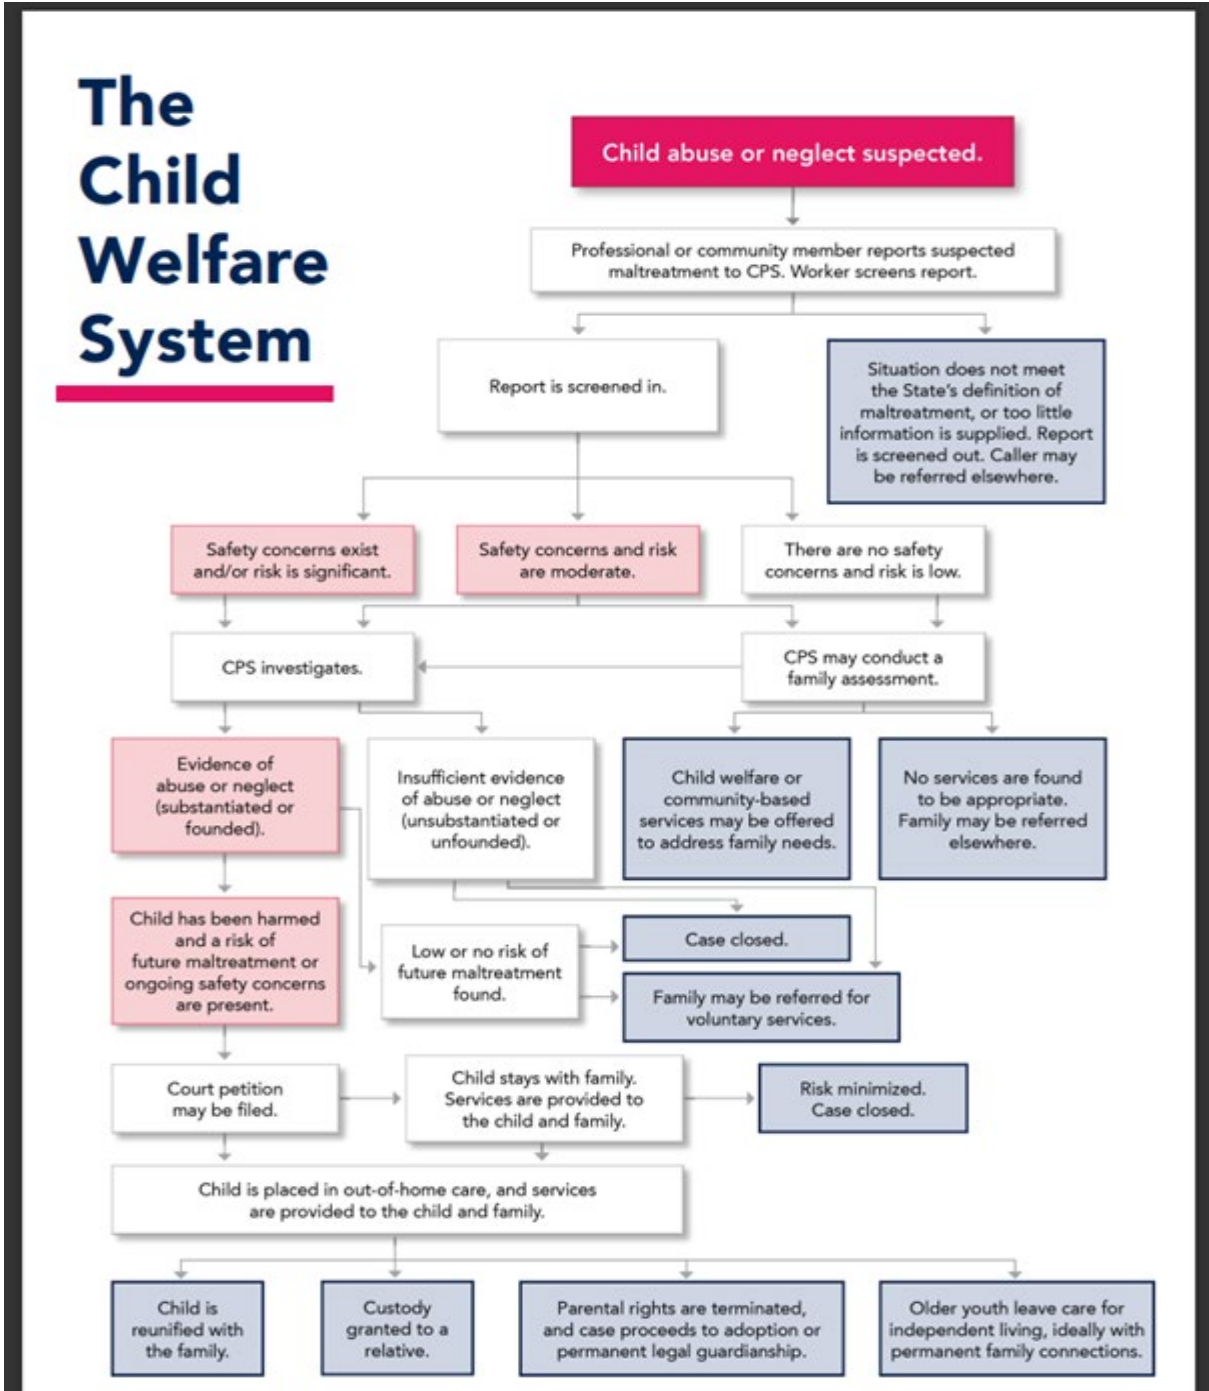 The
Child
Welfare
System
Child abuse or neglect suspected.
Professional or community member reports suspected
maltreatment to CPS. Worker screens report.
Report is screened in.
Situation does not meet
the State's definition of
maltreatment, or too little
information is supplied. Report
is screened out. Caller may
be referred elsewhere.
Safety concerns exist
and/or risk is significant.
Safety concerns and risk
are moderate.
There are no safety
concerns and risk is low.
CPS investigates.
CPS may conduct a
family assessment.
Evidence of
abuse or neglect
(substantiated or
founded).
Insufficient evidence
of abuse or neglect
(unsubstantiated or
unfounded).
Child welfare or
community-based
services may be offered
to address family needs.
No services are found
to be appropriate.
Family may be referred
elsewhere.
Child has been harmed
and a risk of
future maltreatment or
ongoing safety concerns
are present.
Low or no risk of
future maltreatment
found.
Case closed.
Family may be referred for
voluntary services.
Court petition
may be filed.
Child stays with family.
Services are provided to
the child and family.
Risk minimized.
Case closed.
Child is placed in out-of-home care, and services
are provided to the child and family.
Child is
reunified with
the family.
Custody
granted to a
relative.
Parental rights are terminated,
and case proceeds to adoption or
permanent legal guardianship.
Older youth leave care for
independent living, ideally with
permanent family connections.